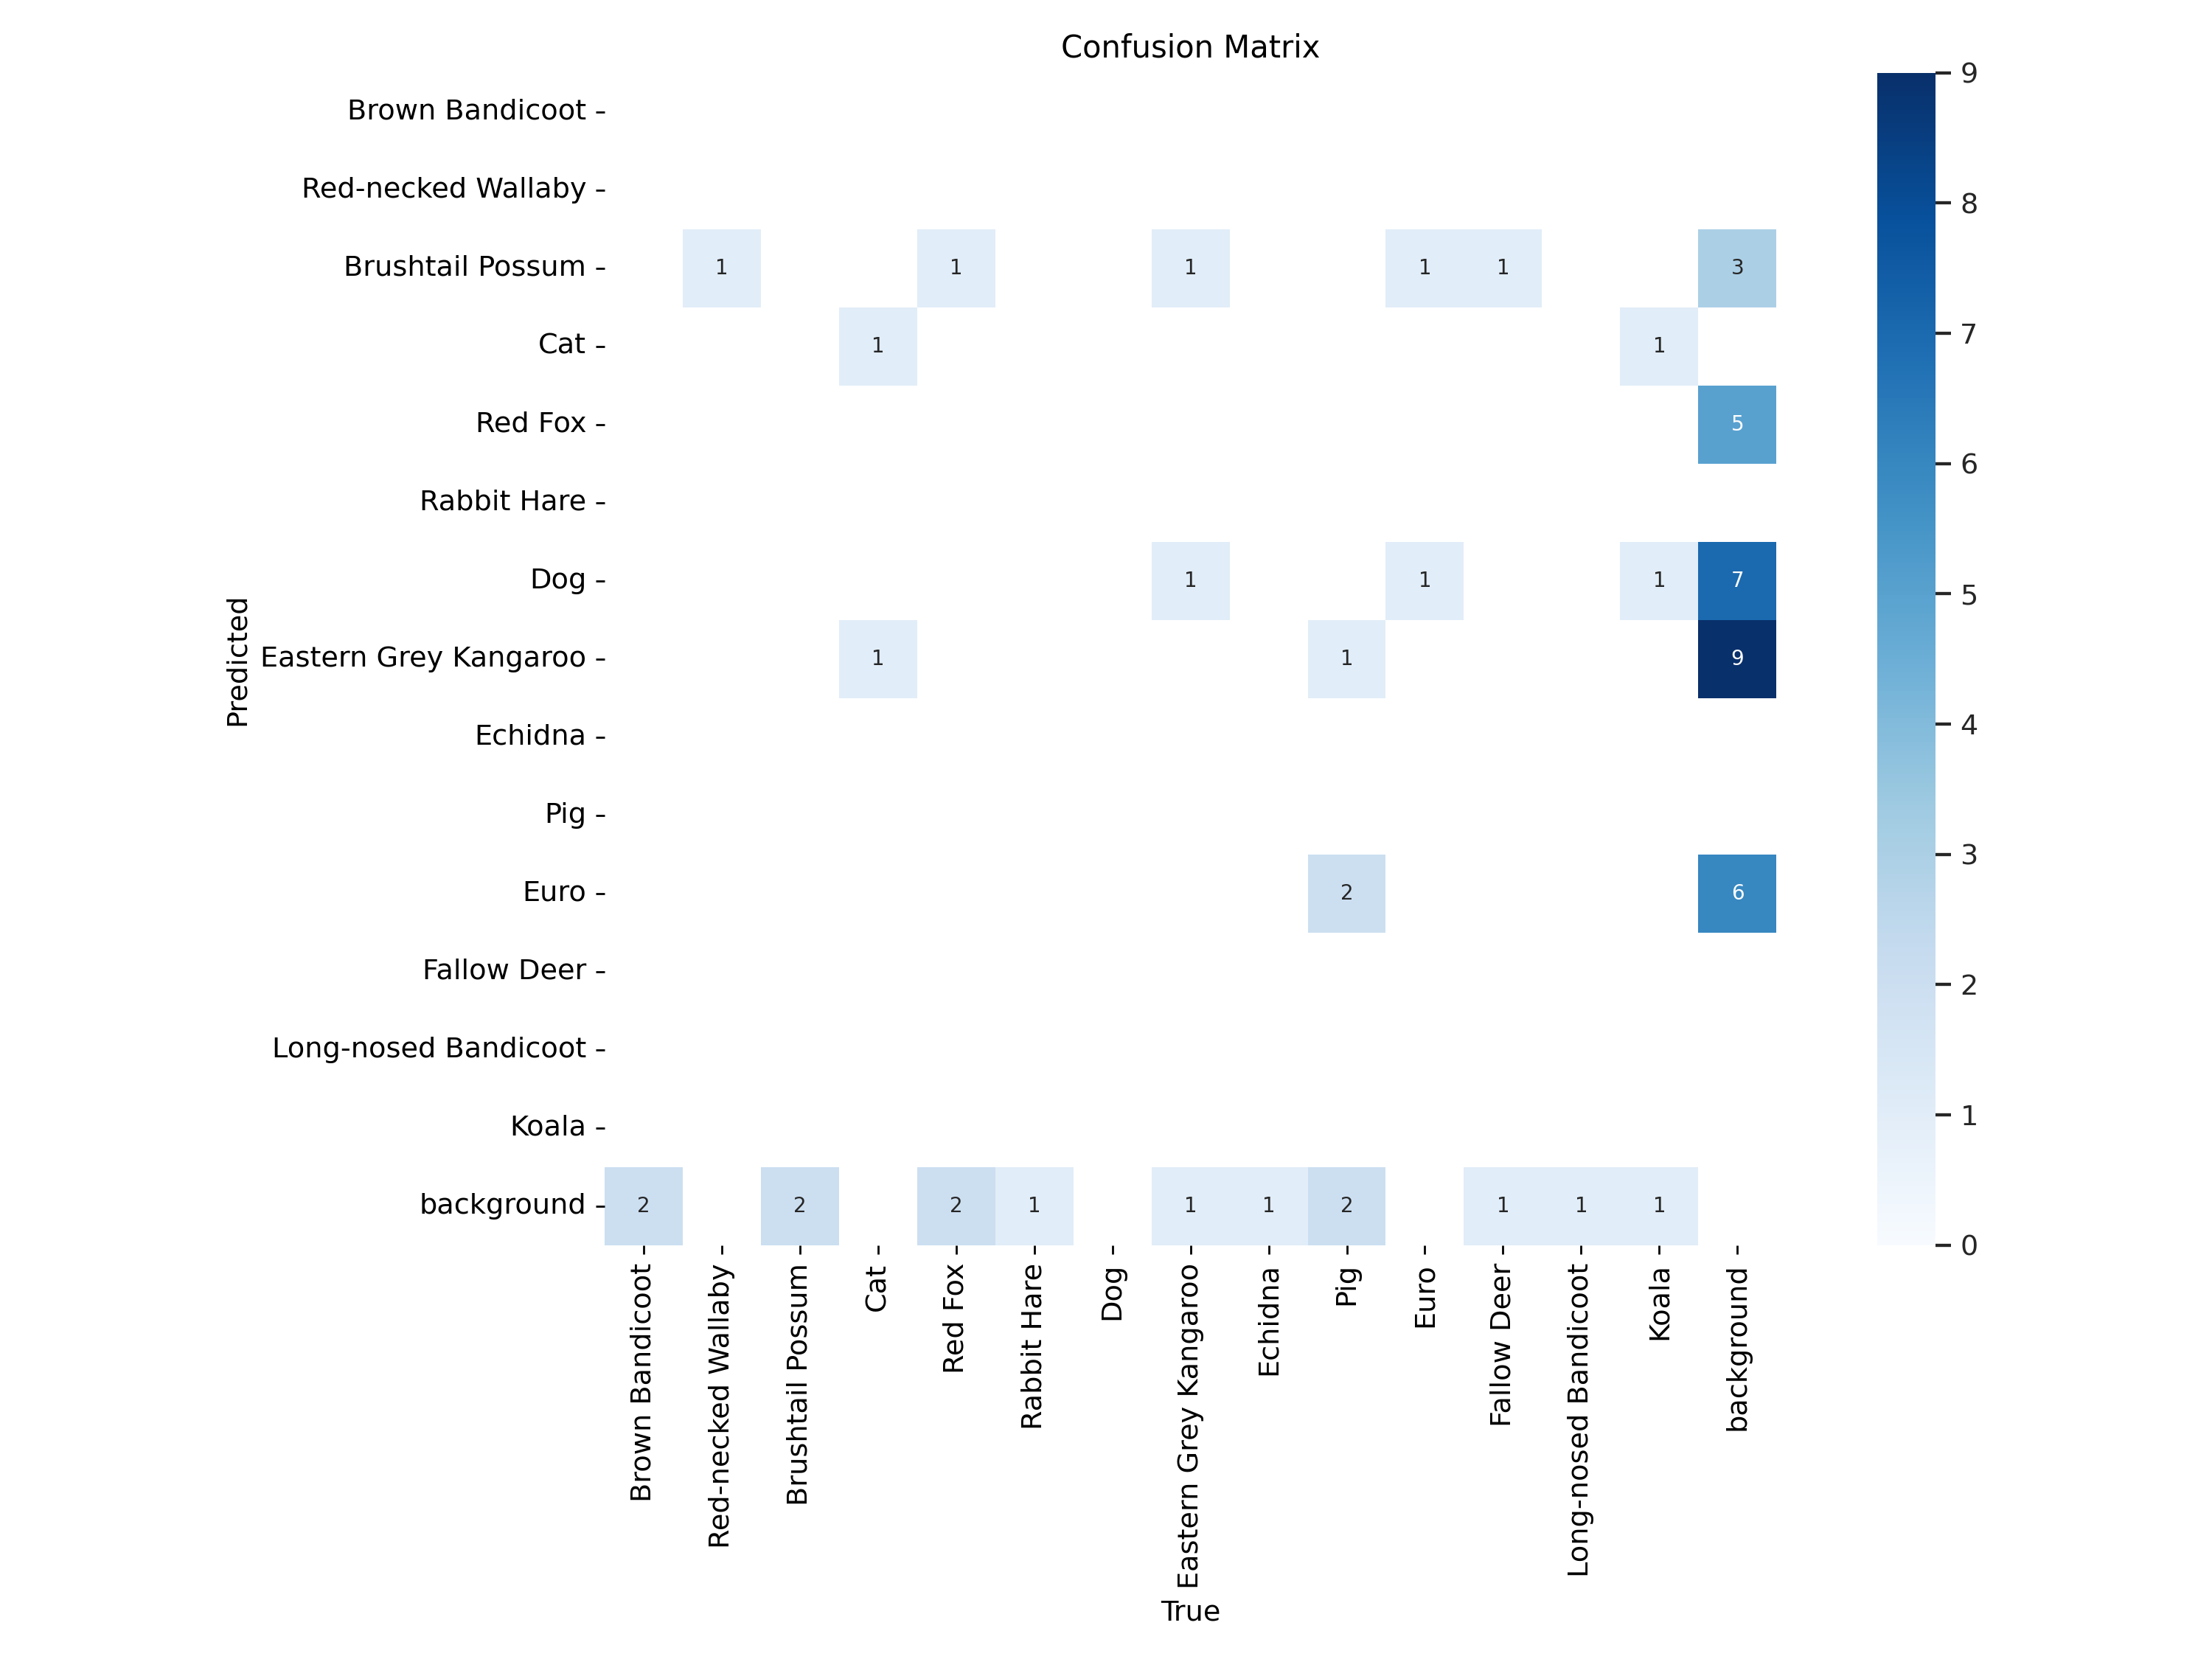 Confusion Matrix
Brown Bandicoot
Red-necked Wallaby
Brushtail Possum 1 1 1 1 1 3
Cat 1 1
Red Fox 5
Rabbit Hare
Dog 1 1 1 7
Eastern Grey Kangaroo 1 1 9
Echidna
Pig
Euro 2 6
Fallow Deer
Long-nosed Bandicoot
Koala
background 2 2 2 1 1 1 2 1 1 1
Predicted
Brown Bandicoot
Red-necked Wallaby
Brushtail Possum
Cat
Red Fox
Rabbit Hare
Dog
Eastern Grey Kangaroo
Echidna
Pig
Euro
Fallow Deer
Long-nosed Bandicoot
Koala
background
True
9
8
7
6
5
4
3
2
1
0